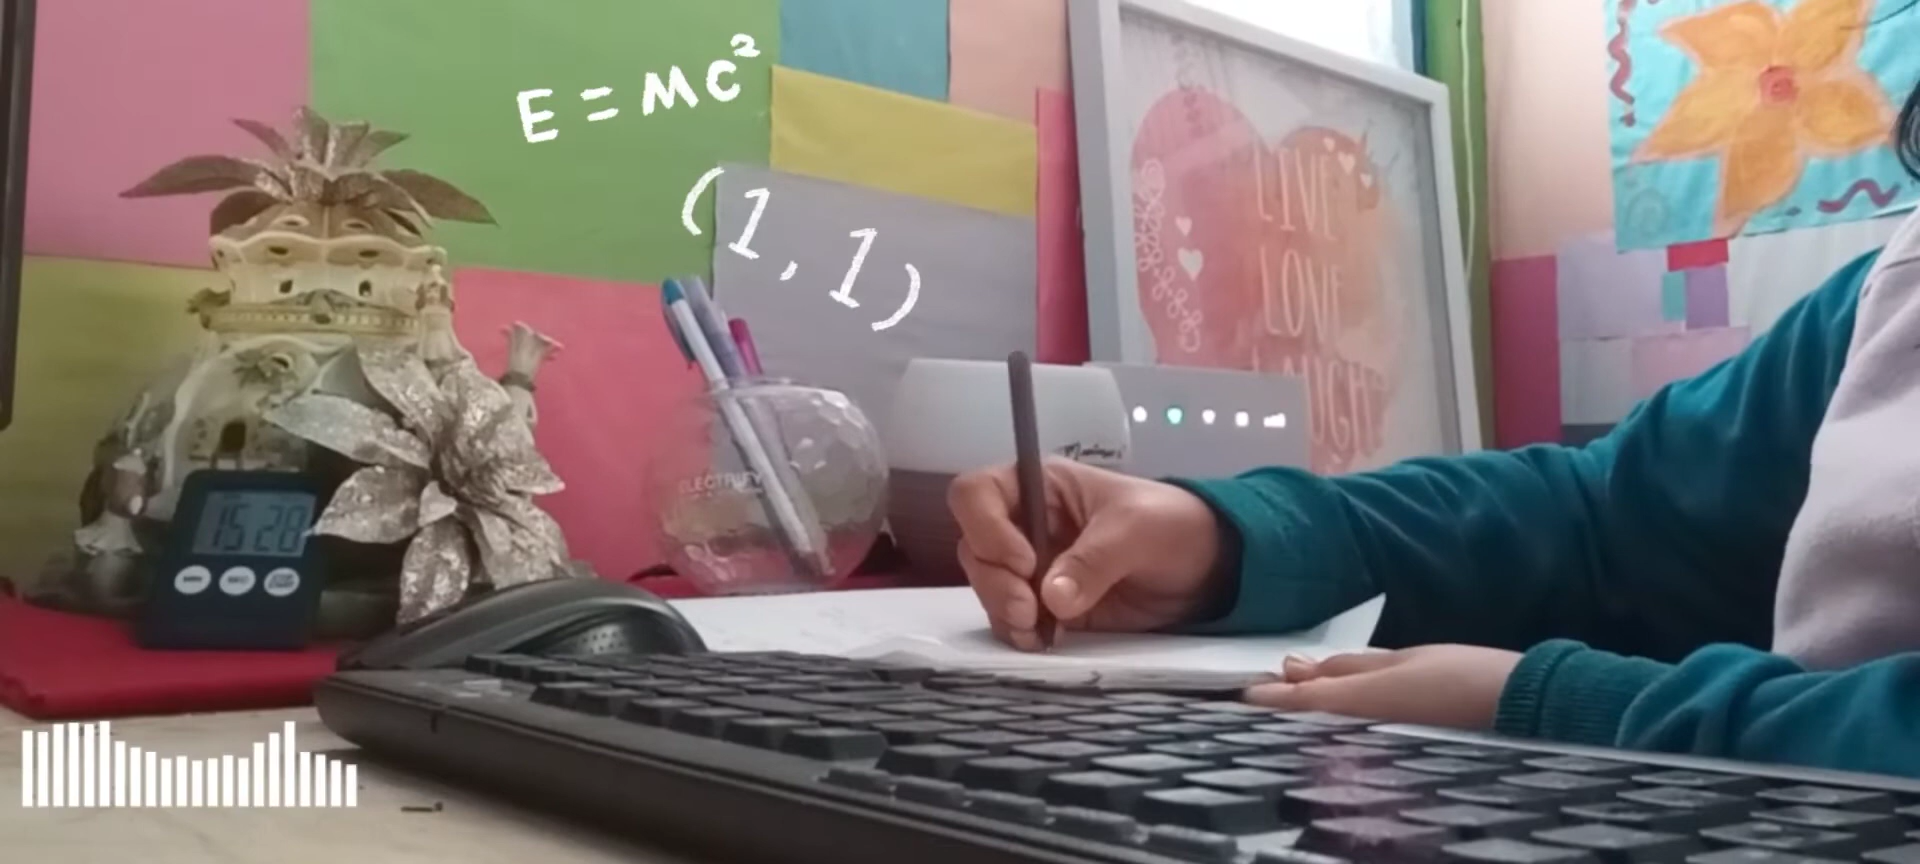 E = MC²
(1,1)
LIVE
LOVE
LAUGH
ELECTRIFY
15 28